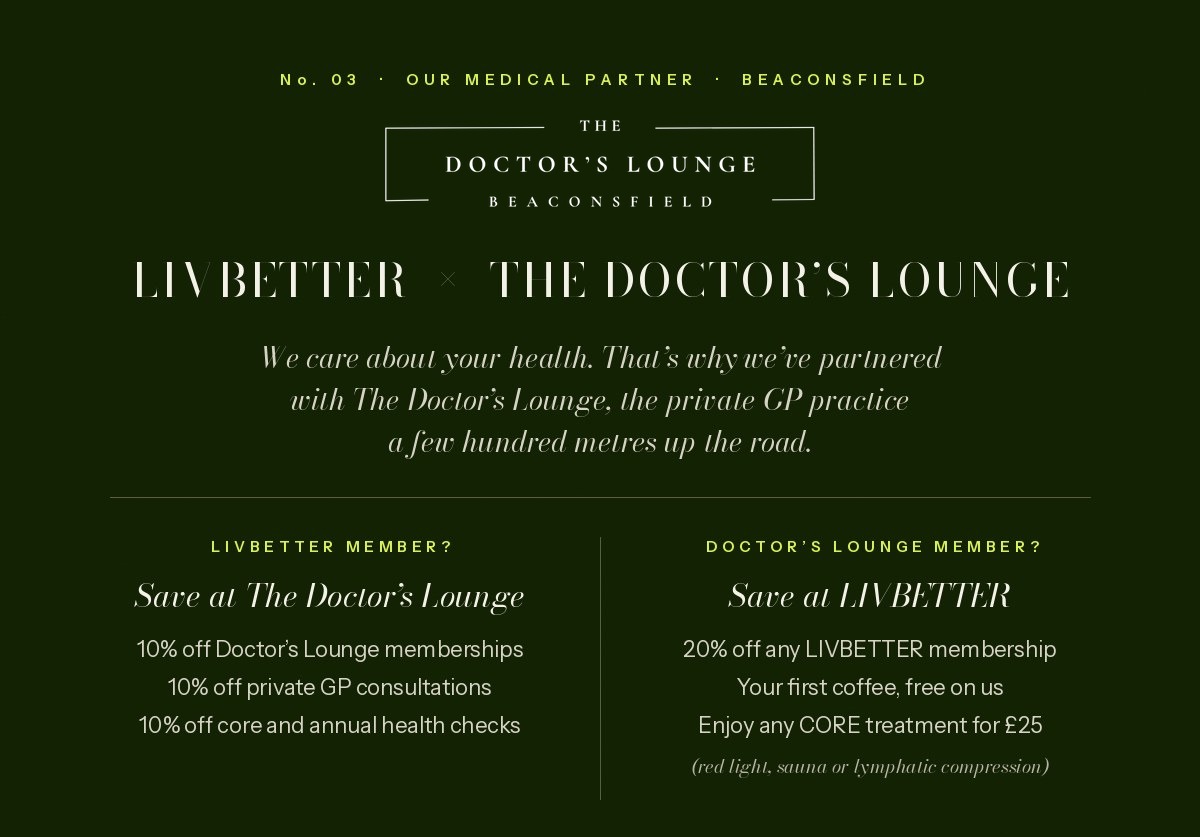 No. 03 · OUR MEDICAL PARTNER · BEACONSFIELD
THE
DOCTOR’S LOUNGE
BEACONSFIELD
LIVBETTER × THE DOCTOR’S LOUNGE
We care about your health. That’s why we’ve partnered
with The Doctor’s Lounge, the private GP practice
a few hundred metres up the road.
LIVBETTER MEMBER?
Save at The Doctor’s Lounge
10% off Doctor’s Lounge memberships
10% off private GP consultations
10% off core and annual health checks
DOCTOR’S LOUNGE MEMBER?
Save at LIVBETTER
20% off any LIVBETTER membership
Your first coffee, free on us
Enjoy any CORE treatment for £25
(red light, sauna or lymphatic compression)